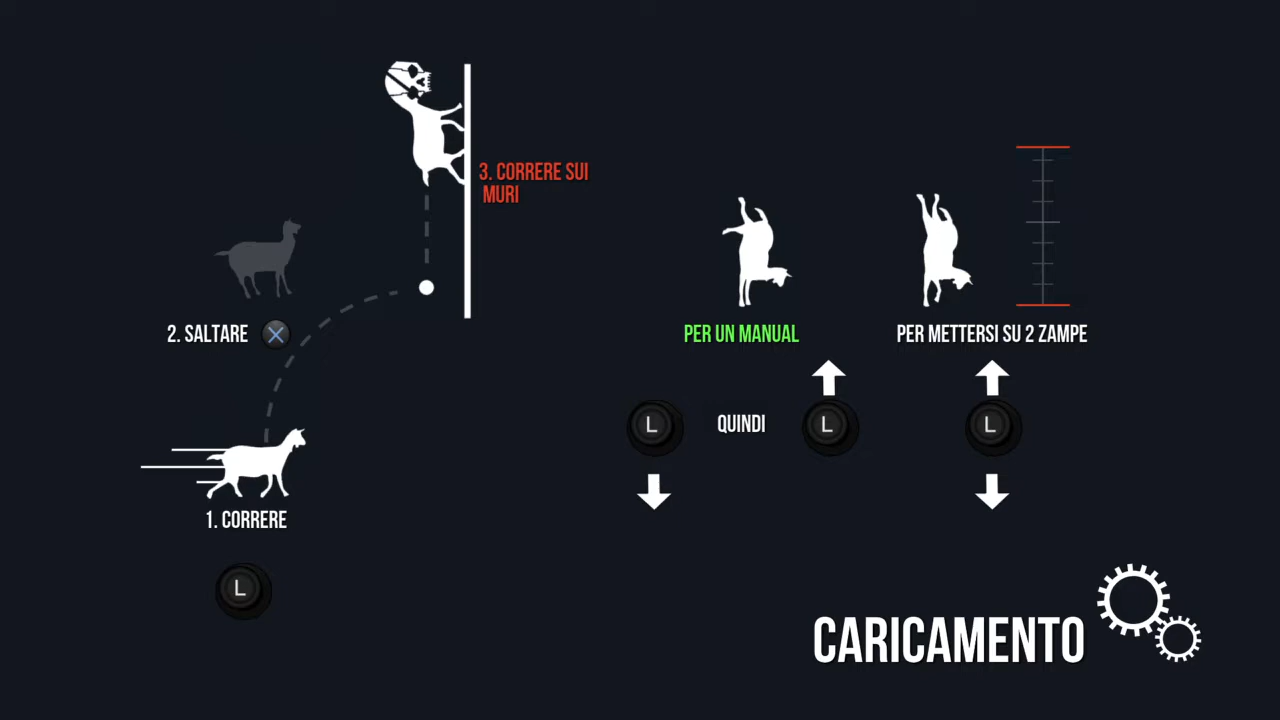 3. CORRERE SUI
MURI
2. SALTARE
1. CORRERE
L
PER UN MANUAL
PER METTERSI SU 2 ZAMPE
L QUINDI L
L
CARICAMENTO